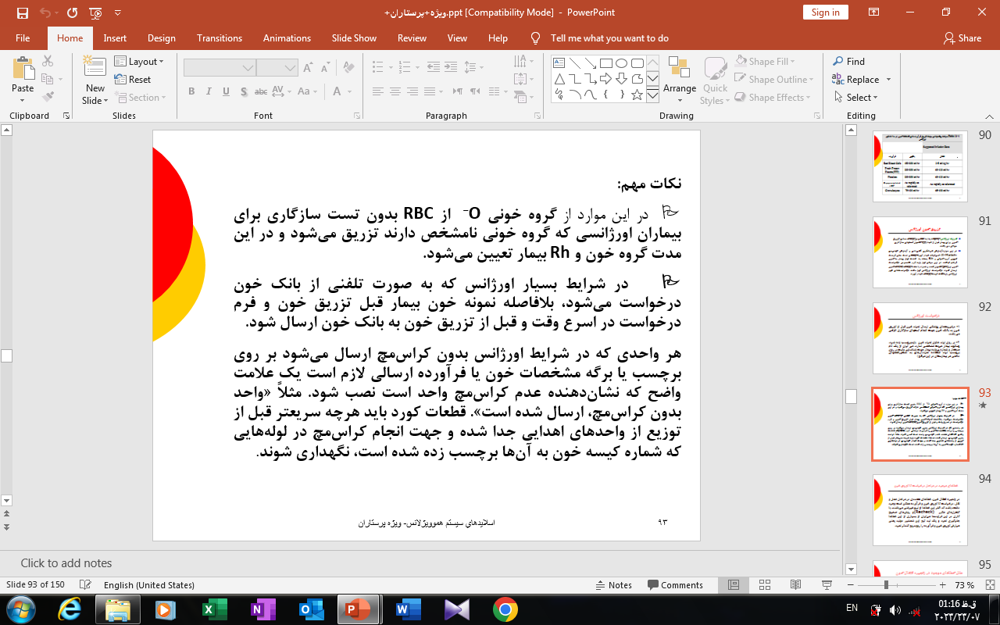 +ویژه+پرستاران.ppt [Compatibility Mode] - PowerPoint
Sign in
File Home Insert Design Transitions Animations Slide Show Review View Help Tell me what you want to do Share
Paste
New Slide
Layout
Reset
Section
B I U S abc AV Aa A
Arrange
Quick Styles
Shape Fill
Shape Outline
Shape Effects
Find
Replace
Select
Clipboard Slides Font Paragraph Drawing Editing
نکات مهم:
در این موارد از گروه خونی O⁻ از RBC بدون تست سازگاری برای
بیماران اورژانسی که گروه خونی نامشخص دارند تزریق می‌شود و در این
مدت گروه خون و Rh بیمار تعیین می‌شود.
در شرایط بسیار اورژانس که به صورت تلفنی از بانک خون
درخواست می‌شود، بلافاصله نمونه خون بیمار قبل تزریق خون و فرم
درخواست در اسرع وقت و قبل از تزریق خون به بانک خون ارسال شود.
هر واحدی که در شرایط اورژانس بدون کراس‌مچ ارسال می‌شود بر روی
برچسب یا برگه مشخصات خون یا فرآورده ارسالی لازم است یک علامت
واضح که نشان‌دهنده عدم کراس‌مچ واحد است نصب شود. مثلاً «واحد
بدون کراس‌مچ، ارسال شده است». قطعات کورد باید هرچه سریعتر قبل از
توزیع از واحدهای اهدایی جدا شده و جهت انجام کراس‌مچ در لوله‌هایی
که شماره کیسه خون به آن‌ها برچسب زده شده است، نگهداری شوند.
اسلایدهای سیستم هموویژلانس- ویژه پرستاران
۹۳
90
91
92
93
94
95
Click to add notes
Slide 93 of 150 English (United States) Notes Comments 73 %
EN
01:16 ق.ظ
۲۰۲۳/۲۳/۰۷